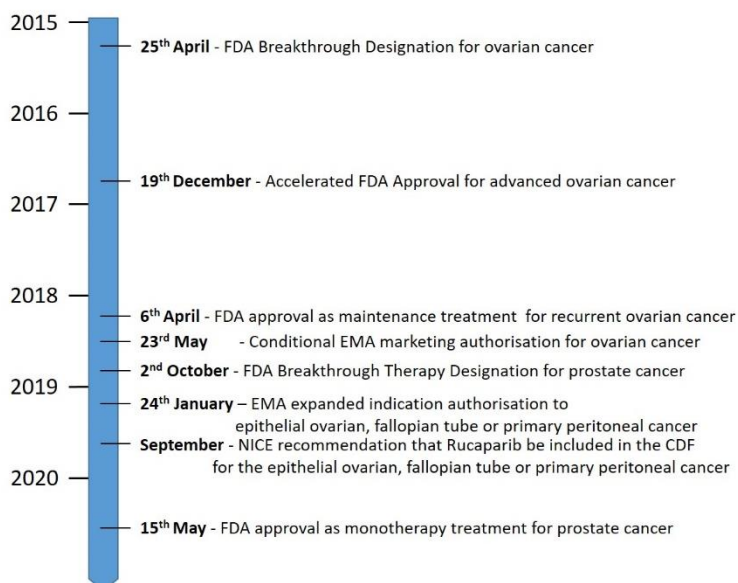 2015
25th April - FDA Breakthrough Designation for ovarian cancer
2016
19th December - Accelerated FDA Approval for advanced ovarian cancer
2017
2018
6th April - FDA approval as maintenance treatment for recurrent ovarian cancer
23rd May - Conditional EMA marketing authorisation for ovarian cancer
2nd October - FDA Breakthrough Therapy Designation for prostate cancer
2019
24th January – EMA expanded indication authorisation to
epithelial ovarian, fallopian tube or primary peritoneal cancer
September - NICE recommendation that Rucaparib be included in the CDF
for the epithelial ovarian, fallopian tube or primary peritoneal cancer
2020
15th May - FDA approval as monotherapy treatment for prostate cancer